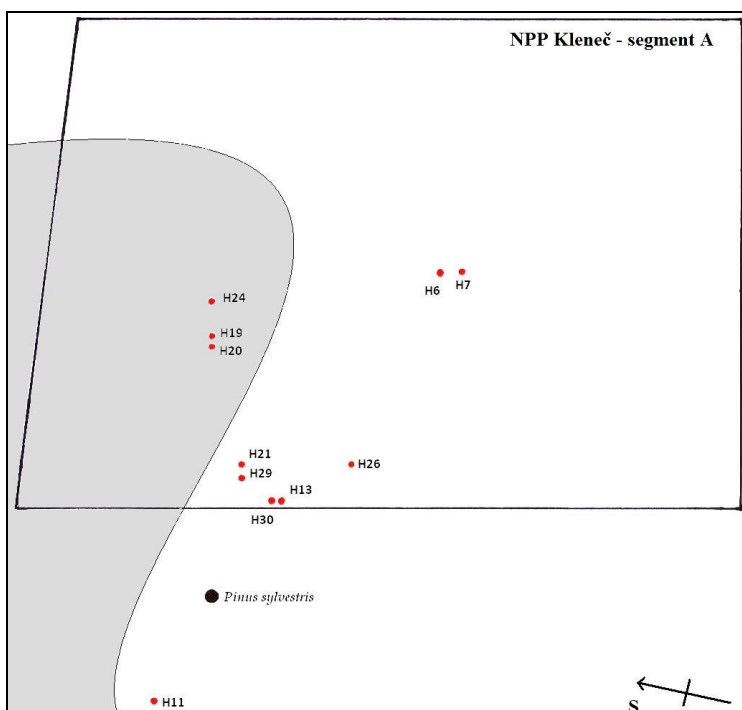 NPP Kleneč - segment A
H6
H7
H24
H19
H20
H21
H29
H26
H13
H30
Pinus sylvestris
H11
S